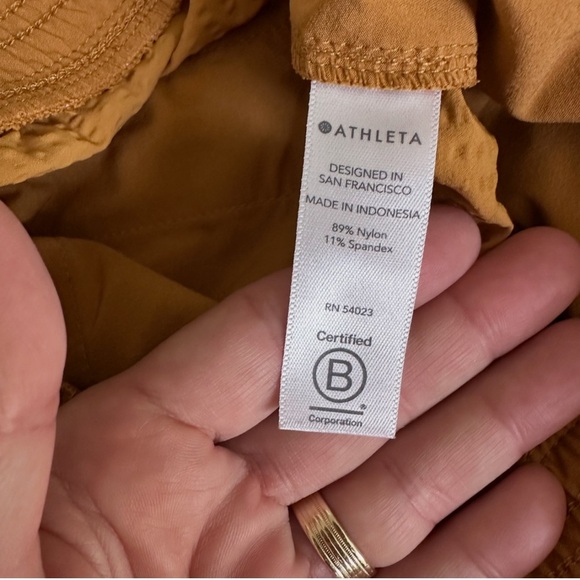 ATHLETA
DESIGNED IN
SAN FRANCISCO
MADE IN INDONESIA
89% Nylon
11% Spandex
RN 54023
Certified
B
®
Corporation